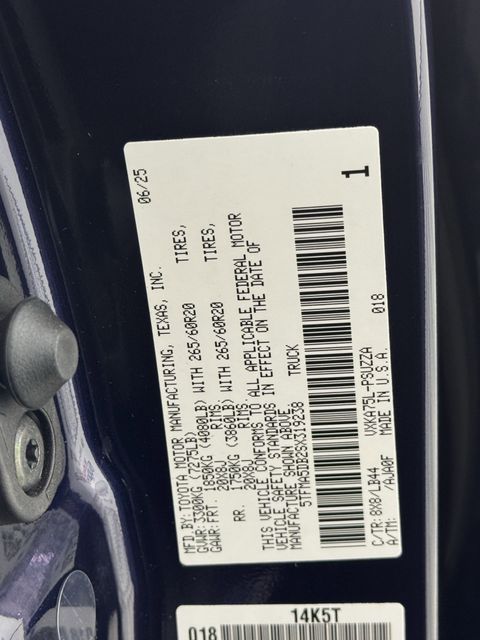 MFD.BY:TOYOTA MOTOR MANUFACTURING, TEXAS, INC. 06/25
GVWR:3300KG (7275LB)
GAWR:FRT. 1850KG (4080LB) WITH 265/60R20 TIRES,
20X8J RIMS,
RR. 1750KG (3860LB) WITH 265/60R20 TIRES,
20X8J RIMS,
THIS VEHICLE CONFORMS TO ALL APPLICABLE FEDERAL MOTOR
VEHICLE SAFETY STANDARDS IN EFFECT ON THE DATE OF
MANUFACTURE SHOWN ABOVE.
5TFMA5DB2SX319238 TRUCK
1
C/TR:8X8/LB44 VXKA75L-PSUZZA 018
A/TM: /AJA0F MADE IN U.S.A.
018 14K5T